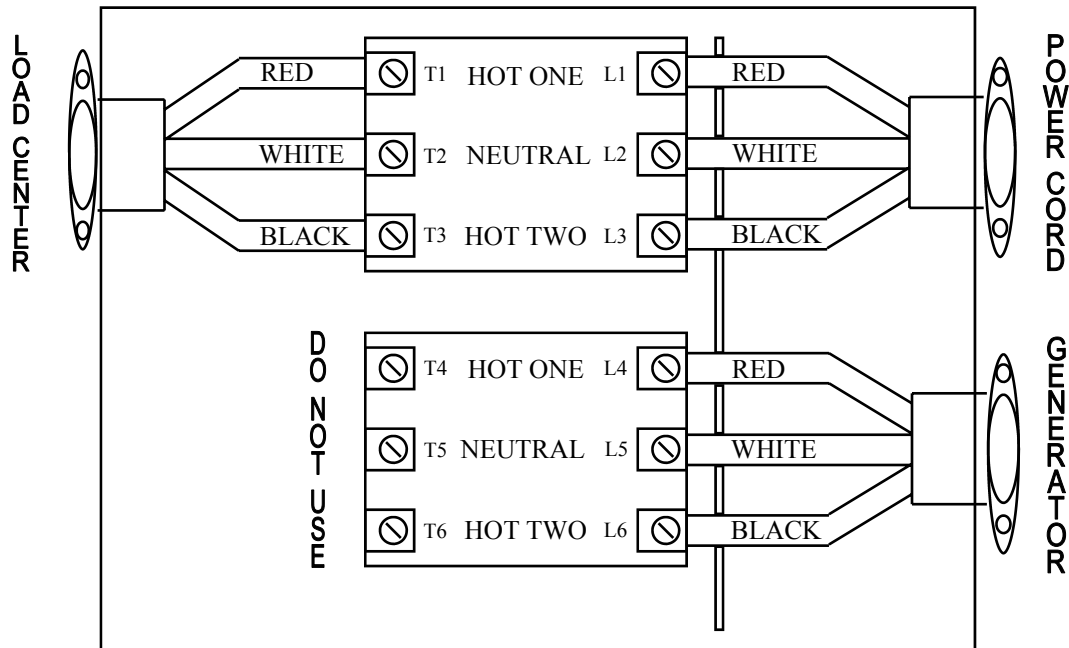 LOAD CENTER
RED T1 HOT ONE L1 RED
WHITE T2 NEUTRAL L2 WHITE
BLACK T3 HOT TWO L3 BLACK
POWER CORD
DO NOT USE
T4 HOT ONE L4 RED
T5 NEUTRAL L5 WHITE
T6 HOT TWO L6 BLACK
GENERATOR